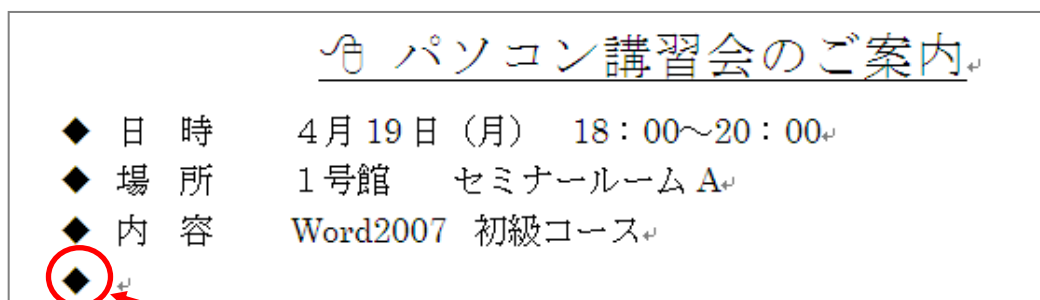 パソコン講習会のご案内
◆ 日 時  4月19日（月） 18：00～20：00
◆ 場 所  1号館  セミナールームA
◆ 内 容  Word2007 初級コース
◆